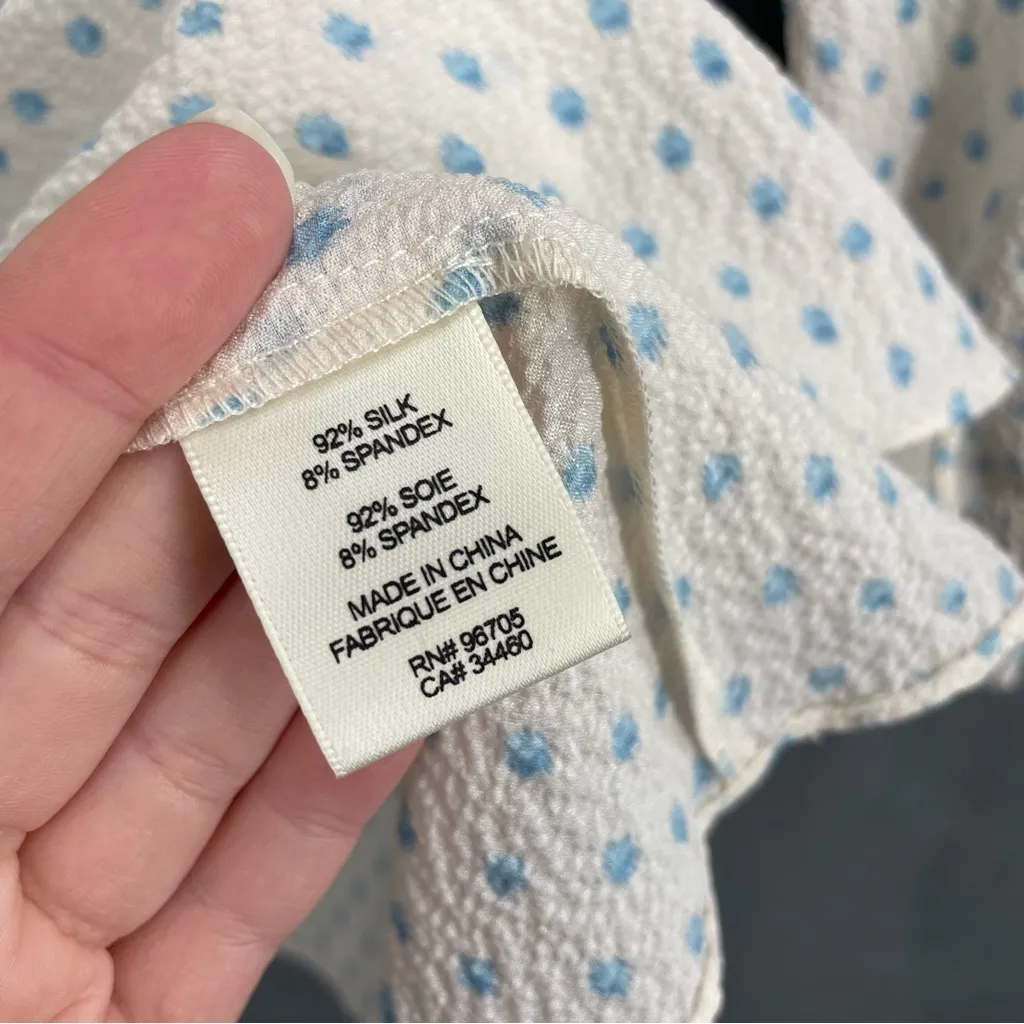 92% SILK
8% SPANDEX
92% SOIE
8% SPANDEX
MADE IN CHINA
FABRIQUE EN CHINE
RN# 96705
CA# 34460